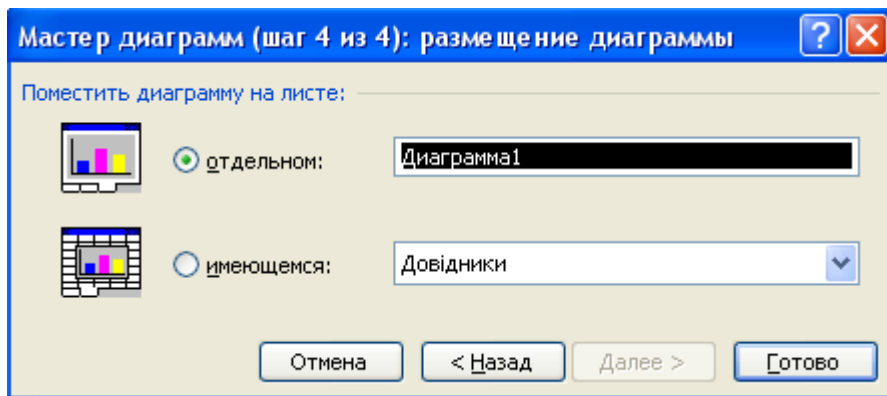 Мастер диаграмм (шаг 4 из 4): размещение диаграммы
Поместить диаграмму на листе:
отдельном: Диаграмма1
имеющемся: Довідники
Отмена < Назад Далее > Готово